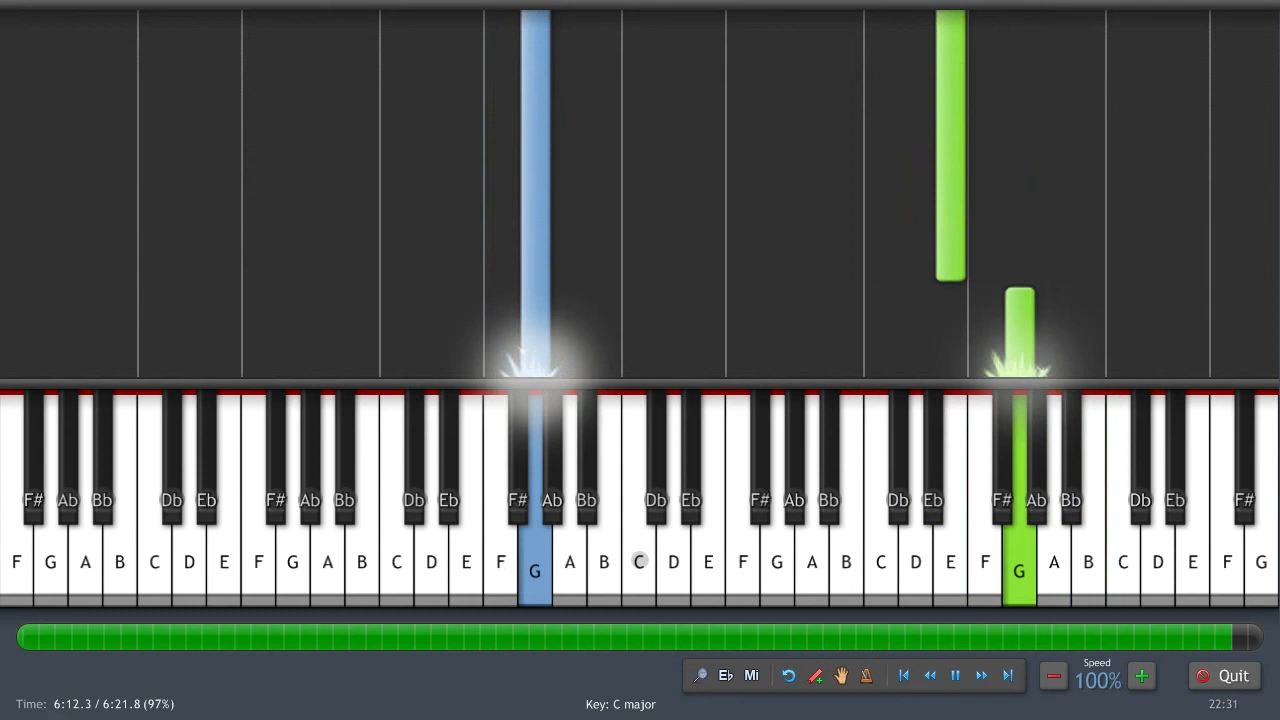 F# Ab Bb Db Eb F# Ab Bb Db Eb F# Ab Bb Db Eb F# Ab Bb Db Eb F# Ab Bb Db Eb F#
F G A B C D E F G A B C D E F G A B C D E F G A B C D E F G A B C D E F G
Speed
Eb Mi 100% Quit
Time: 6:12.3 / 6:21.8 (97%) Key: C major 22:31